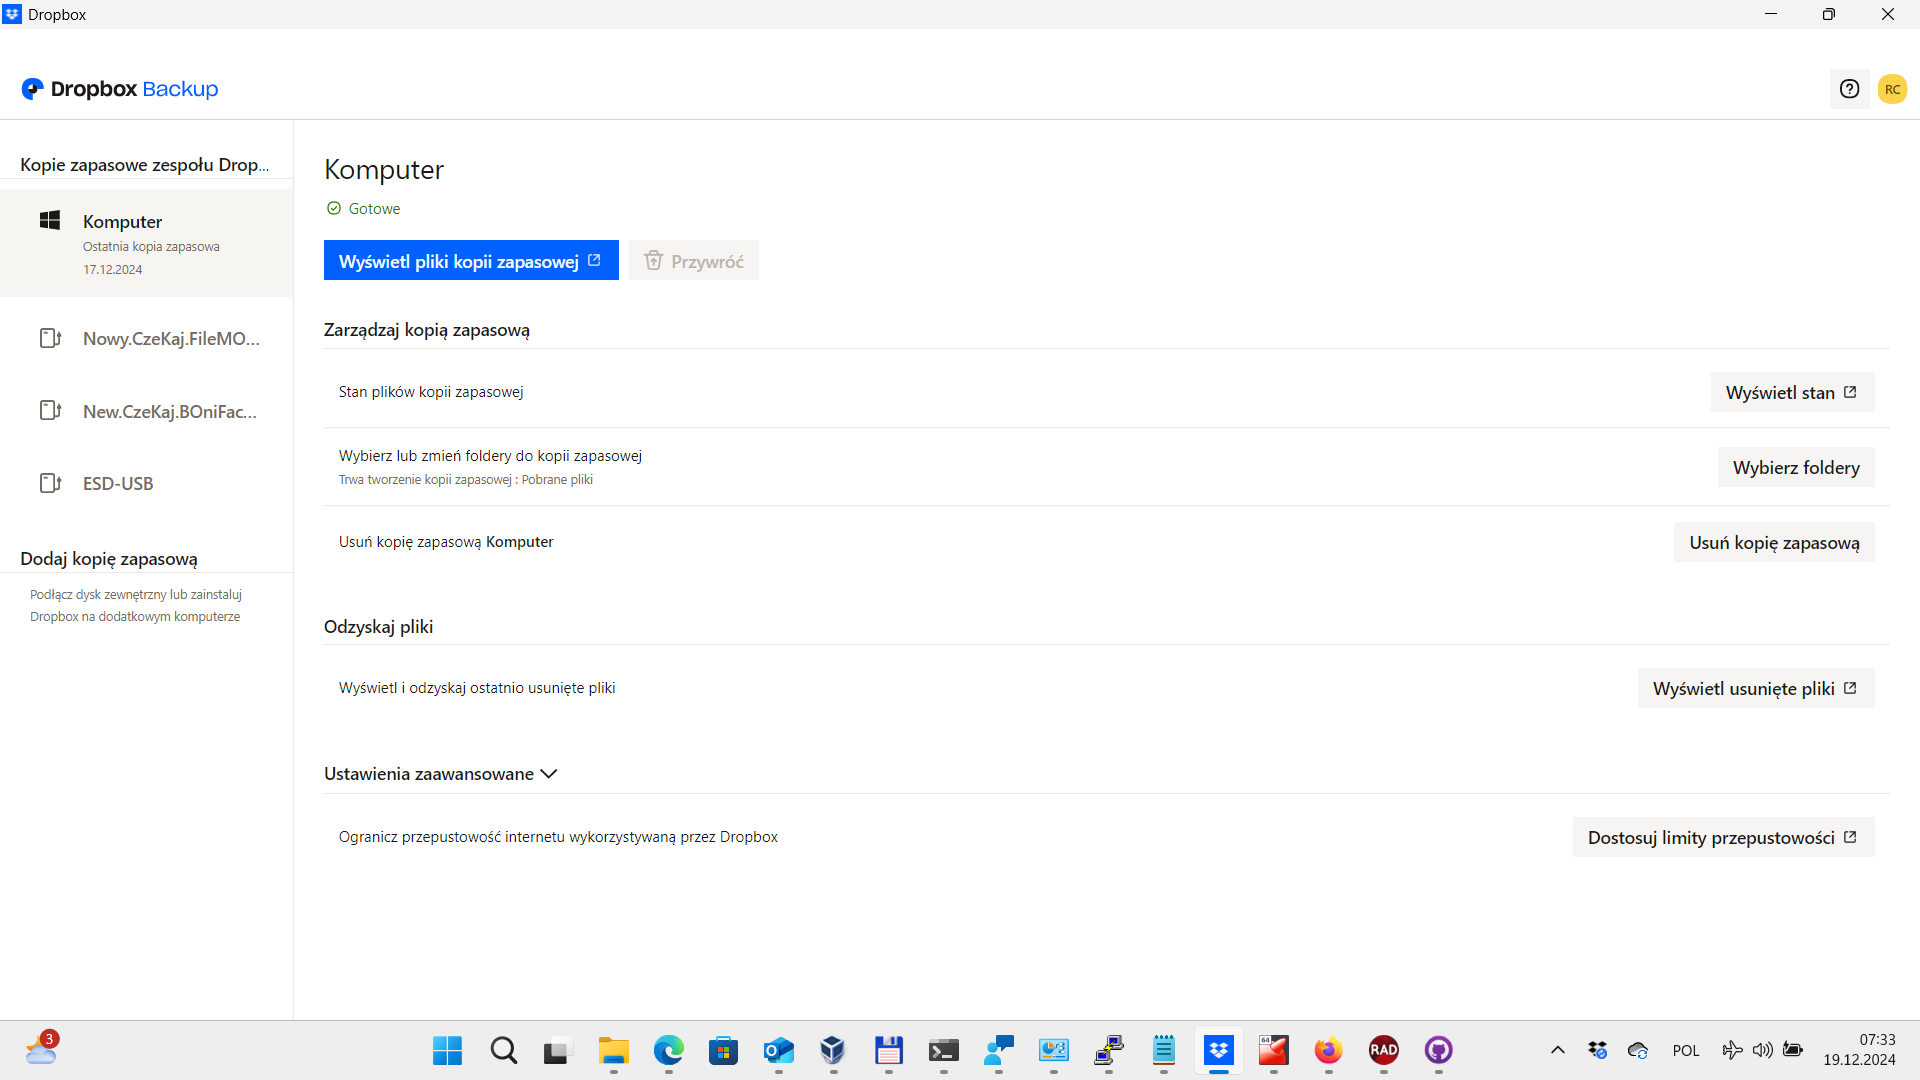 Dropbox
Dropbox Backup
RC
Kopie zapasowe zespołu Drop...
Komputer
Ostatnia kopia zapasowa
17.12.2024
Nowy.CzeKaj.FileMO...
New.CzeKaj.BOniFac...
ESD-USB
Dodaj kopię zapasową
Podłącz dysk zewnętrzny lub zainstaluj
Dropbox na dodatkowym komputerze
Komputer
Gotowe
Wyświetl pliki kopii zapasowej
Przywróć
Zarządzaj kopią zapasową
Stan plików kopii zapasowej
Wyświetl stan
Wybierz lub zmień foldery do kopii zapasowej
Trwa tworzenie kopii zapasowej : Pobrane pliki
Wybierz foldery
Usuń kopię zapasową Komputer
Usuń kopię zapasową
Odzyskaj pliki
Wyświetl i odzyskaj ostatnio usunięte pliki
Wyświetl usunięte pliki
Ustawienia zaawansowane
Ogranicz przepustowość internetu wykorzystywaną przez Dropbox
Dostosuj limity przepustowości
3
64
RAD
POL
07:33
19.12.2024